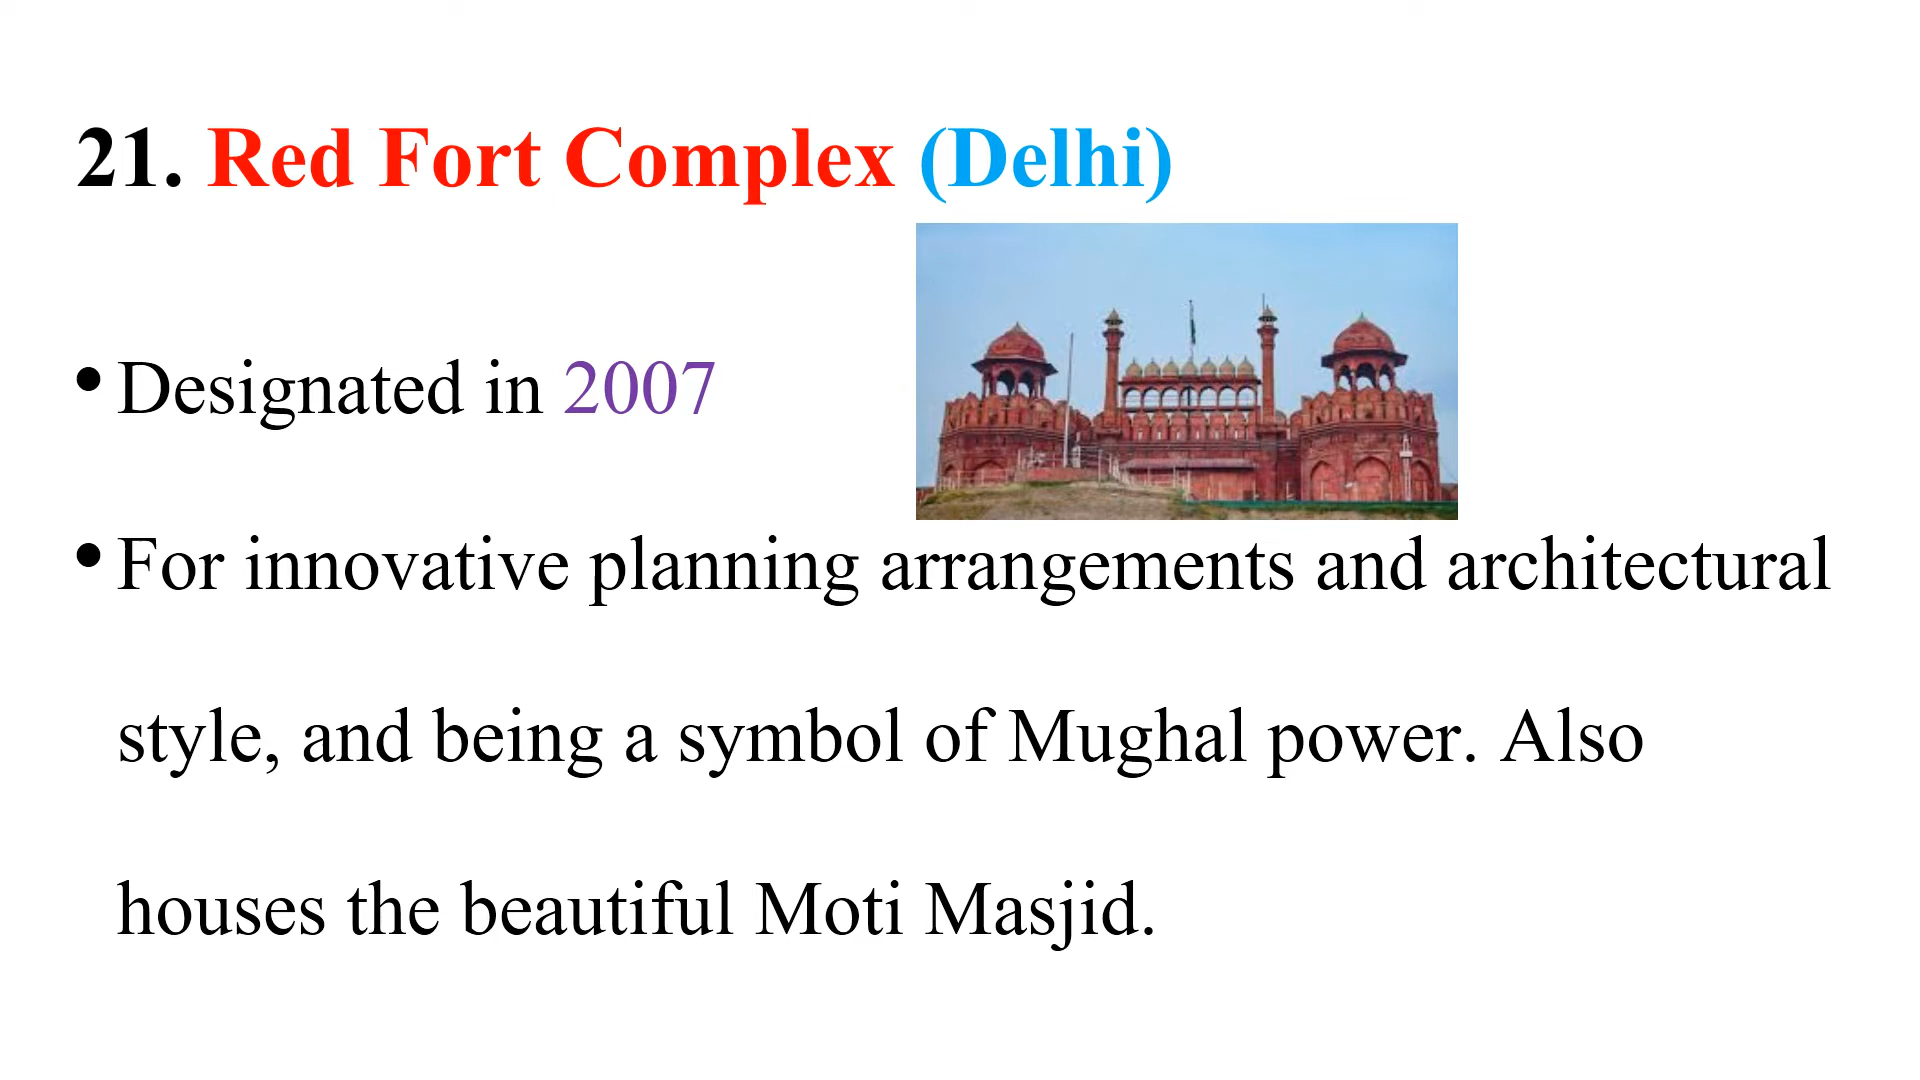 21. Red Fort Complex (Delhi)
• Designated in 2007
• For innovative planning arrangements and architectural
style, and being a symbol of Mughal power. Also
houses the beautiful Moti Masjid.